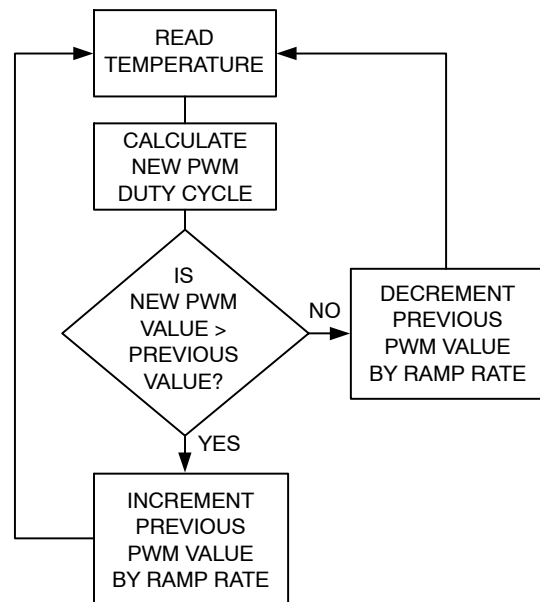 READ
TEMPERATURE
CALCULATE
NEW PWM
DUTY CYCLE
IS
NEW PWM
VALUE >
PREVIOUS
VALUE?
NO
DECREMENT
PREVIOUS
PWM VALUE
BY RAMP RATE
YES
INCREMENT
PREVIOUS
PWM VALUE
BY RAMP RATE